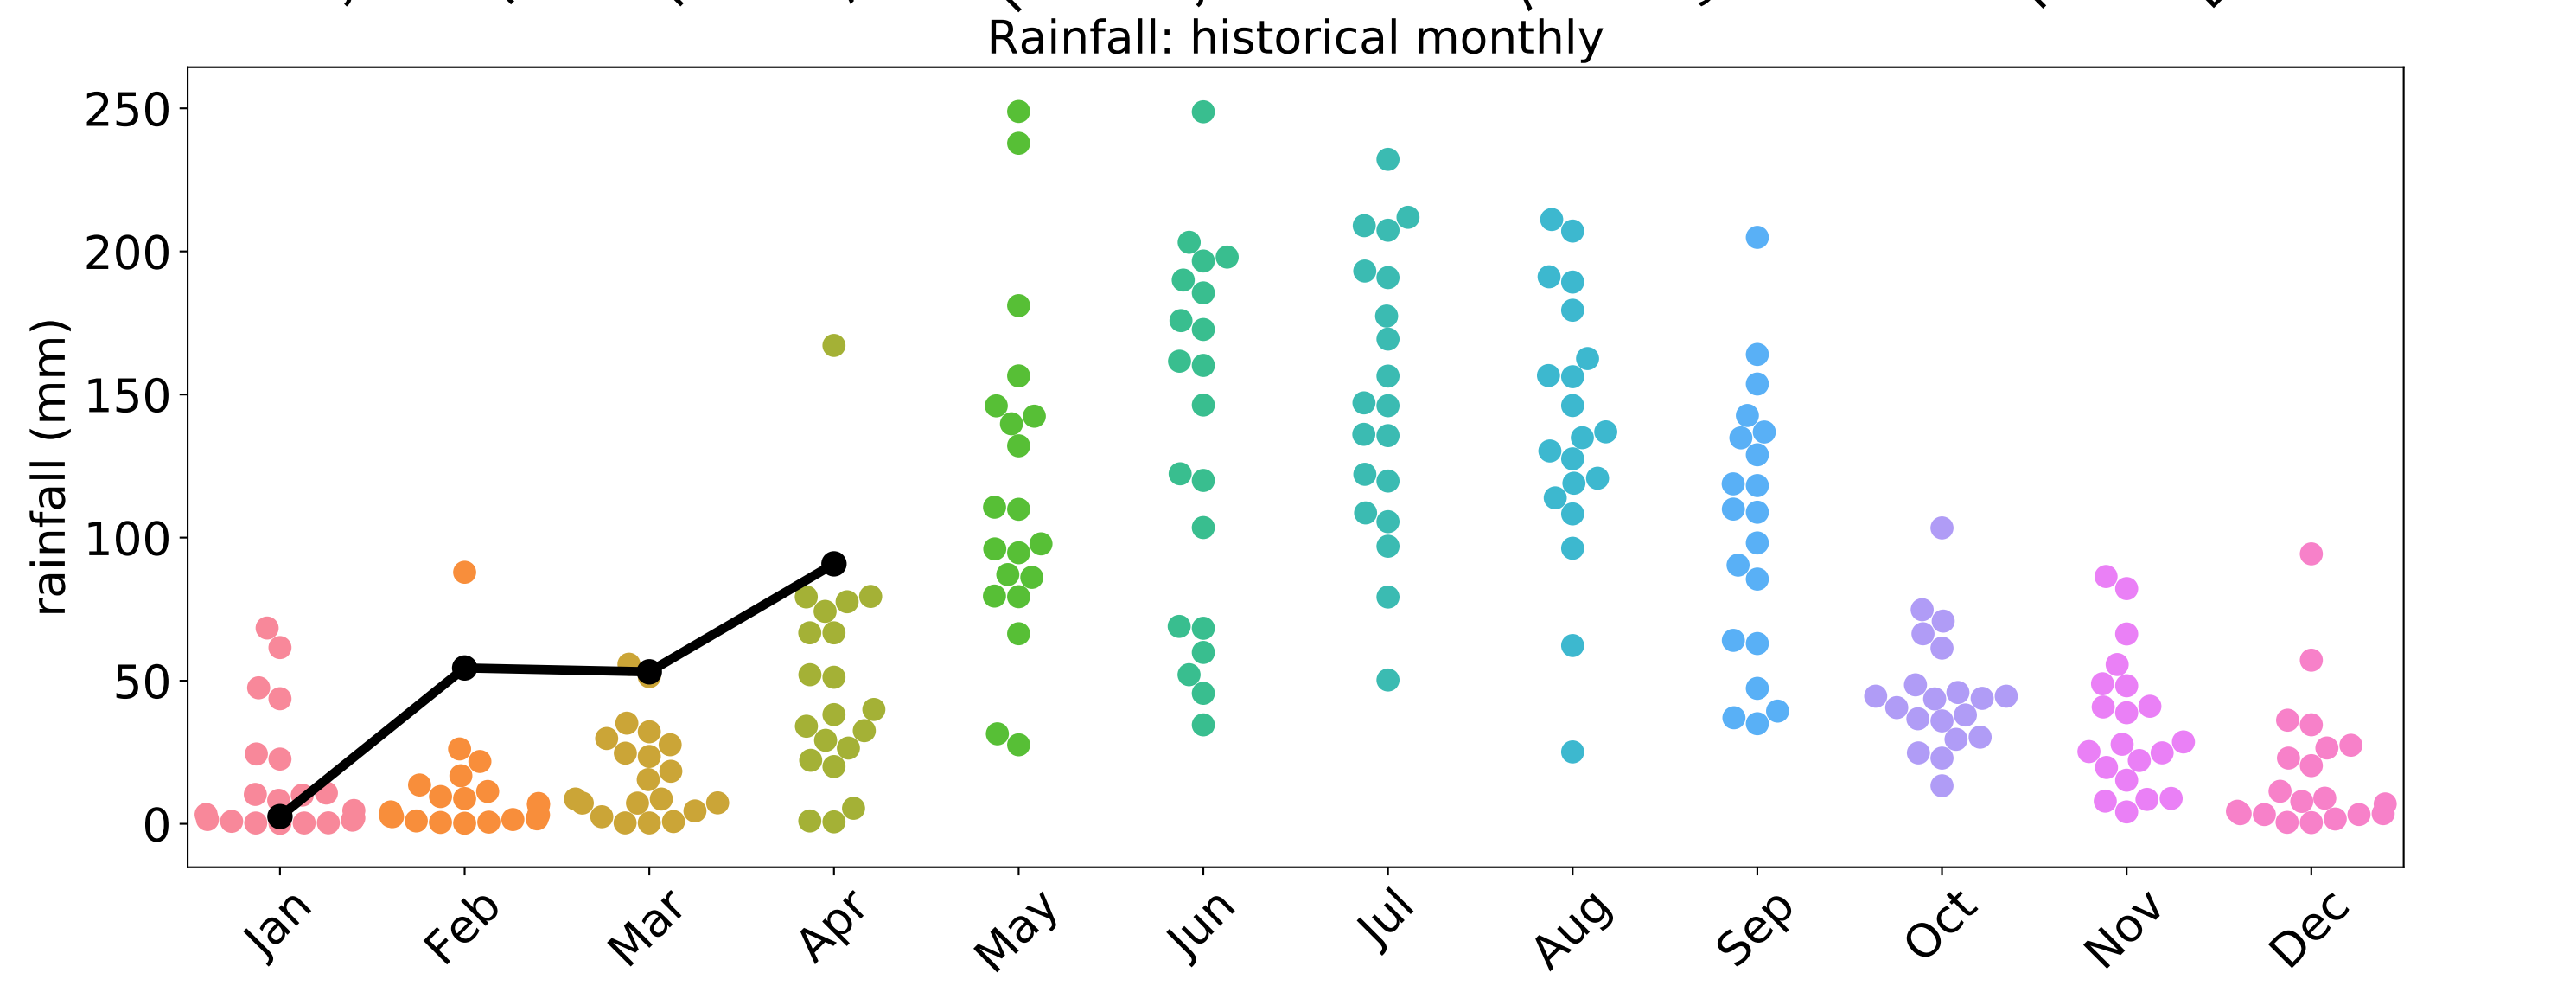 Rainfall: historical monthly
rainfall (mm)
250
200
150
100
50
0
Jan
Feb
Mar
Apr
May
Jun
Jul
Aug
Sep
Oct
Nov
Dec